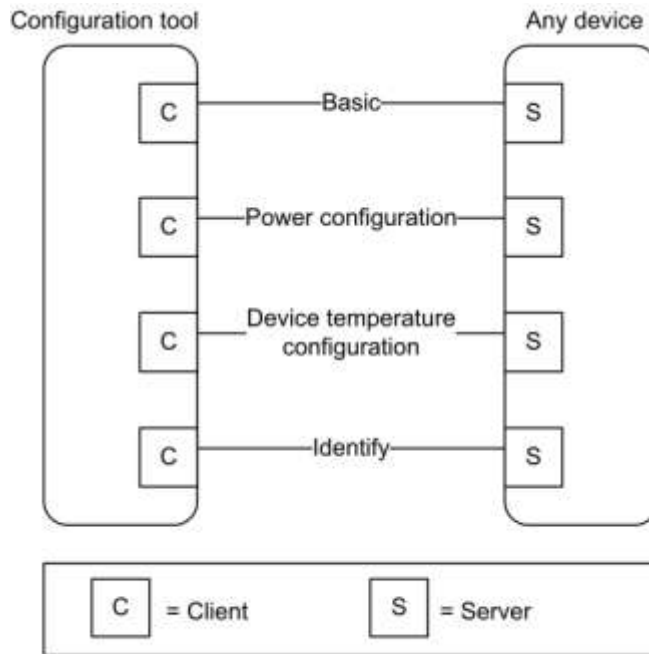 Configuration tool
Any device
C
Basic
S
C
Power configuration
S
C
Device temperature
configuration
S
C
Identify
S
C
= Client
S
= Server